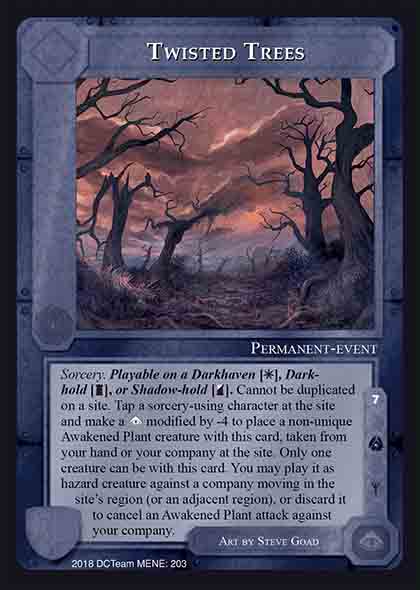 Twisted Trees
Permanent-event
Sorcery. Playable on a Darkhaven [], Dark-
hold [], or Shadow-hold []. Cannot be duplicated
on a site. Tap a sorcery-using character at the site
and make a modified by -4 to place a non-unique
Awakened Plant creature with this card, taken from
your hand or your company at the site. Only one
creature can be with this card. You may play it as
hazard creature against a company moving in the
site's region (or an adjacent region), or discard it
to cancel an Awakened Plant attack against
your company.
7
Art by Steve Goad
2018 DCTeam MENE: 203